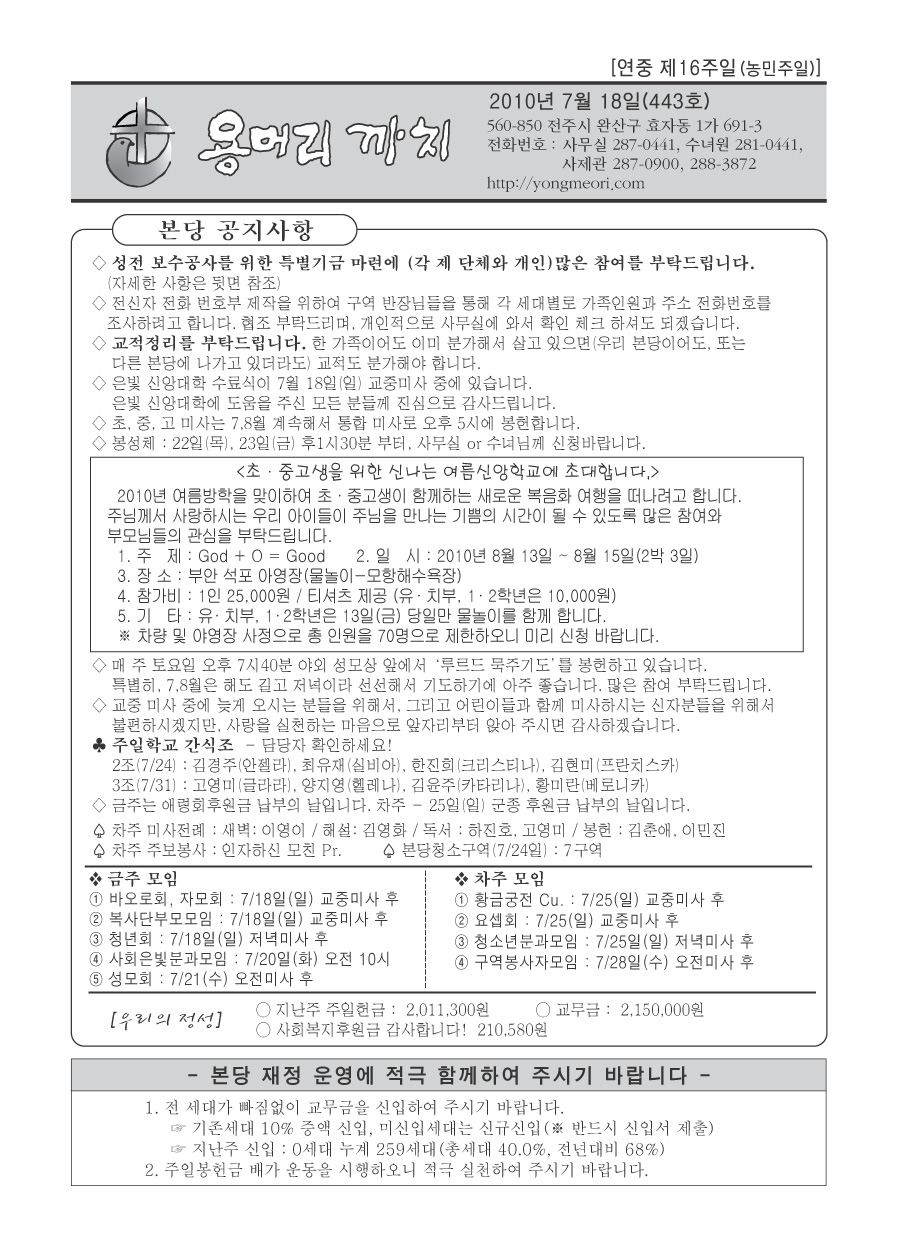 [연중 제16주일(농민주일)]
용머리 까치
2010년 7월 18일(443호)
560-850 전주시 완산구 효자동 1가 691-3
전화번호 : 사무실 287-0441, 수녀원 281-0441,
사제관 287-0900, 288-3872
http://yongmeori.com
본당 공지사항
◇ 성전 보수공사를 위한 특별기금 마련에 (각 제 단체와 개인)많은 참여를 부탁드립니다.
(자세한 사항은 뒷면 참조)
◇ 전신자 전화 번호부 제작을 위하여 구역 반장님들을 통해 각 세대별로 가족인원과 주소 전화번호를
조사하려고 합니다. 협조 부탁드리며, 개인적으로 사무실에 와서 확인 체크 하셔도 되겠습니다.
◇ 교적정리를 부탁드립니다. 한 가족이어도 이미 분가해서 살고 있으면(우리 본당이어도, 또는
다른 본당에 나가고 있더라도) 교적도 분가해야 합니다.
◇ 은빛 신앙대학 수료식이 7월 18일(일) 교중미사 중에 있습니다.
은빛 신앙대학에 도움을 주신 모든 분들께 진심으로 감사드립니다.
◇ 초, 중, 고 미사는 7,8월 계속해서 통합 미사로 오후 5시에 봉헌합니다.
◇ 봉성체 : 22일(목), 23일(금) 후1시30분 부터, 사무실 or 수녀님께 신청바랍니다.
<초 · 중고생을 위한 신나는 여름신앙학교에 초대합니다.>
2010년 여름방학을 맞이하여 초 · 중고생이 함께하는 새로운 복음화 여행을 떠나려고 합니다.
주님께서 사랑하시는 우리 아이들이 주님을 만나는 기쁨의 시간이 될 수 있도록 많은 참여와
부모님들의 관심을 부탁드립니다.
1. 주 제 : God + O = Good 2. 일 시 : 2010년 8월 13일 ~ 8월 15일(2박 3일)
3. 장 소 : 부안 석포 야영장(물놀이-모항해수욕장)
4. 참가비 : 1인 25,000원 / 티셔츠 제공 (유 · 치부, 1 · 2학년은 10,000원)
5. 기 타 : 유 · 치부, 1 · 2학년은 13일(금) 당일만 물놀이를 함께 합니다.
※ 차량 및 야영장 사정으로 총 인원을 70명으로 제한하오니 미리 신청 바랍니다.
◇ 매 주 토요일 오후 7시40분 야외 성모상 앞에서 ‘루르드 묵주기도’를 봉헌하고 있습니다.
특별히, 7,8월은 해도 길고 저녁이라 선선해서 기도하기에 아주 좋습니다. 많은 참여 부탁드립니다.
◇ 교중 미사 중에 늦게 오시는 분들을 위해서, 그리고 어린이들과 함께 미사하시는 신자분들을 위해서
불편하시겠지만, 사랑을 실천하는 마음으로 앞자리부터 앉아 주시면 감사하겠습니다.
♣ 주일학교 간식조 - 담당자 확인하세요!
2조(7/24) : 김경주(안젤라), 최유재(실비아), 한진희(크리스티나), 김현미(프란치스카)
3조(7/31) : 고영미(글라라), 양지영(헬레나), 김윤주(카타리나), 황미란(베로니카)
◇ 금주는 애령회후원금 납부의 날입니다. 차주 - 25일(일) 군종 후원금 납부의 날입니다.
♤ 차주 미사전례 : 새벽: 이영이 / 해설: 김영화 / 독서 : 하진호, 고영미 / 봉헌 : 김춘애, 이민진
♤ 차주 주보봉사 : 인자하신 모친 Pr. ♤ 본당청소구역(7/24일) : 7구역
❖ 금주 모임
① 바오로회, 자모회 : 7/18일(일) 교중미사 후
② 복사단부모모임 : 7/18일(일) 교중미사 후
③ 청년회 : 7/18일(일) 저녁미사 후
④ 사회은빛분과모임 : 7/20일(화) 오전 10시
⑤ 성모회 : 7/21(수) 오전미사 후
❖ 차주 모임
① 황금궁전 Cu. : 7/25(일) 교중미사 후
② 요셉회 : 7/25(일) 교중미사 후
③ 청소년분과모임 : 7/25일(일) 저녁미사 후
④ 구역봉사자모임 : 7/28일(수) 오전미사 후
[우리의 정성]
○ 지난주 주일헌금 : 2,011,300원 ○ 교무금 : 2,150,000원
○ 사회복지후원금 감사합니다! 210,580원
- 본당 재정 운영에 적극 함께하여 주시기 바랍니다 -
1. 전 세대가 빠짐없이 교무금을 신입하여 주시기 바랍니다.
☞ 기존세대 10% 증액 신입, 미신입세대는 신규신입(※ 반드시 신입서 제출)
☞ 지난주 신입 : 0세대 누계 259세대(총세대 40.0%, 전년대비 68%)
2. 주일봉헌금 배가 운동을 시행하오니 적극 실천하여 주시기 바랍니다.